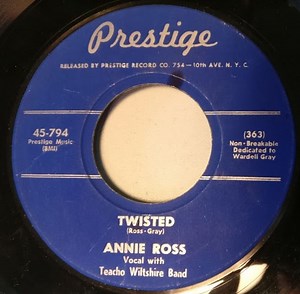 Prestige
RELEASED BY PRESTIGE RECORD CO. 754 — 10th AVE. N. Y. C.
45-794
Prestige Music
(BMI)
(363)
Non-Breakable
Dedicated to
Wardell Gray
TWISTED
(Ross-Gray)
ANNIE ROSS
Vocal with
Teacho Wiltshire Band